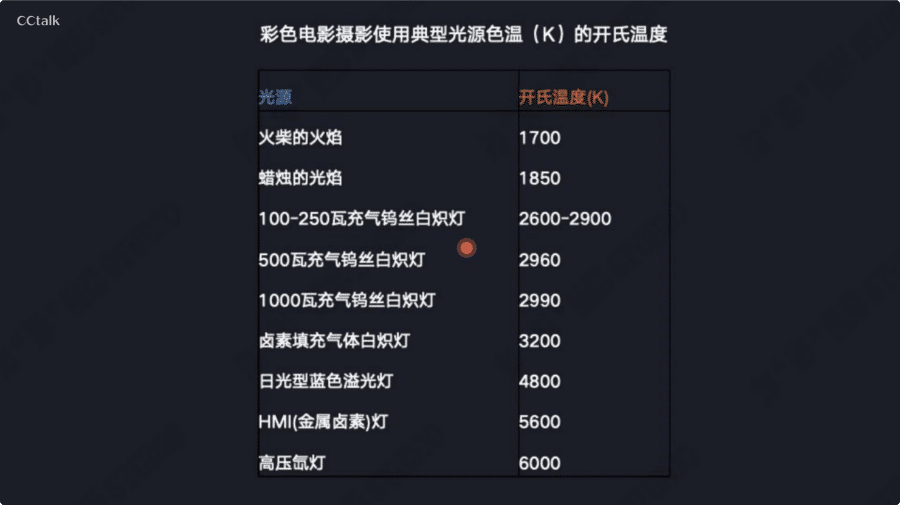 CCtalk
彩色电影摄影使用典型光源色温（K）的开氏温度
光源 开氏温度(K)
火柴的火焰 1700
蜡烛的光焰 1850
100-250瓦充气钨丝白炽灯 2600-2900
500瓦充气钨丝白炽灯 2960
1000瓦充气钨丝白炽灯 2990
卤素填充气体白炽灯 3200
日光型蓝色溢光灯 4800
HMI(金属卤素)灯 5600
高压氙灯 6000